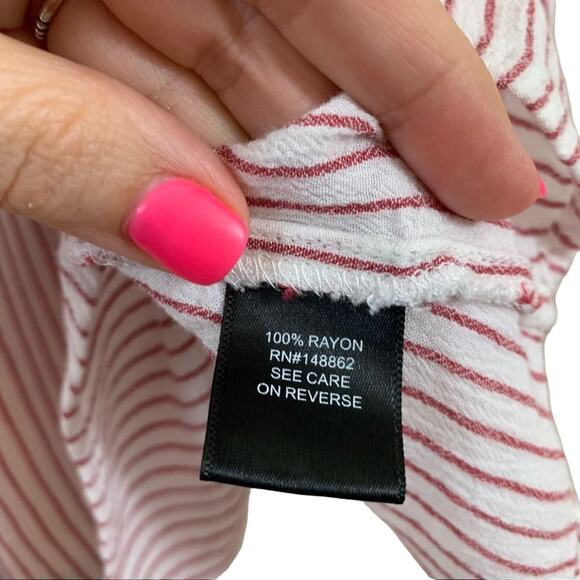 100% RAYON
RN#148862
SEE CARE
ON REVERSE